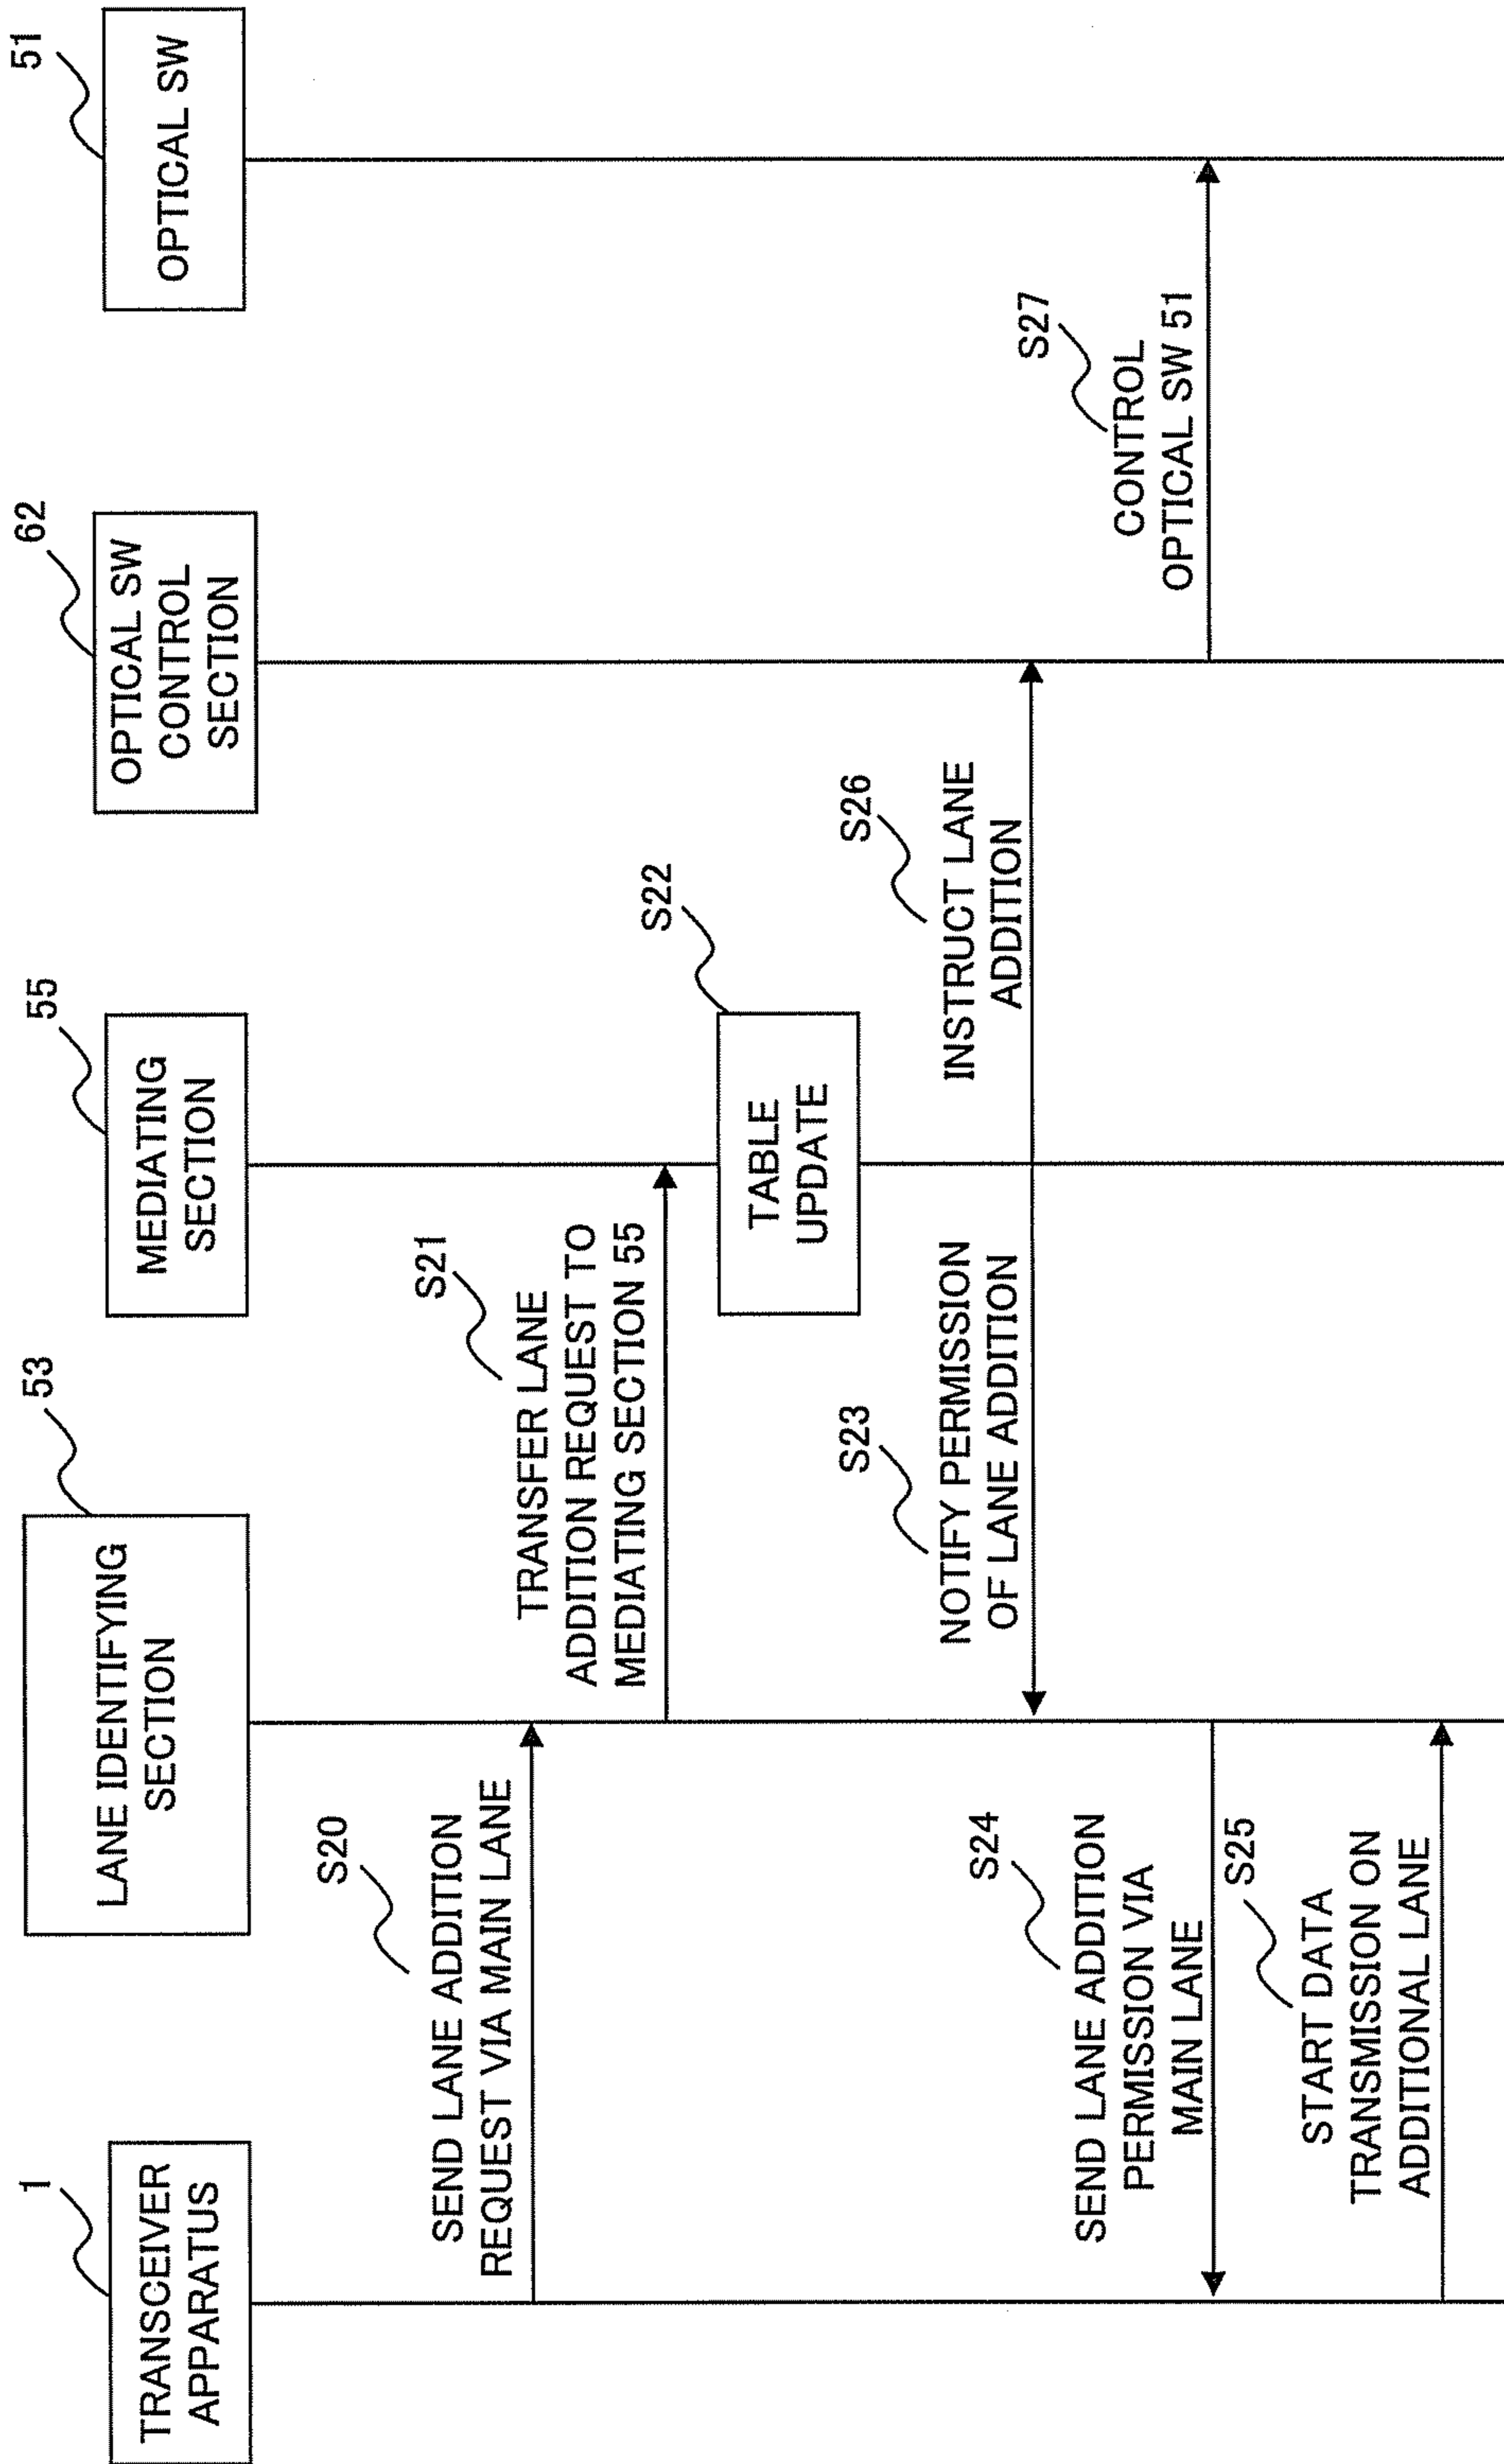 1
TRANSCEIVER
APPARATUS
53
LANE IDENTIFYING
SECTION
55
MEDIATING
SECTION
62
OPTICAL SW
CONTROL
SECTION
51
OPTICAL SW
S20
SEND LANE ADDITION
REQUEST VIA MAIN LANE
S21
TRANSFER LANE
ADDITION REQUEST TO
MEDIATING SECTION 55
S22
TABLE
UPDATE
S23
NOTIFY PERMISSION
OF LANE ADDITION
S26
INSTRUCT LANE
ADDITION
S24
SEND LANE ADDITION
PERMISSION VIA
MAIN LANE
S27
CONTROL
OPTICAL SW 51
S25
START DATA
TRANSMISSION ON
ADDITIONAL LANE